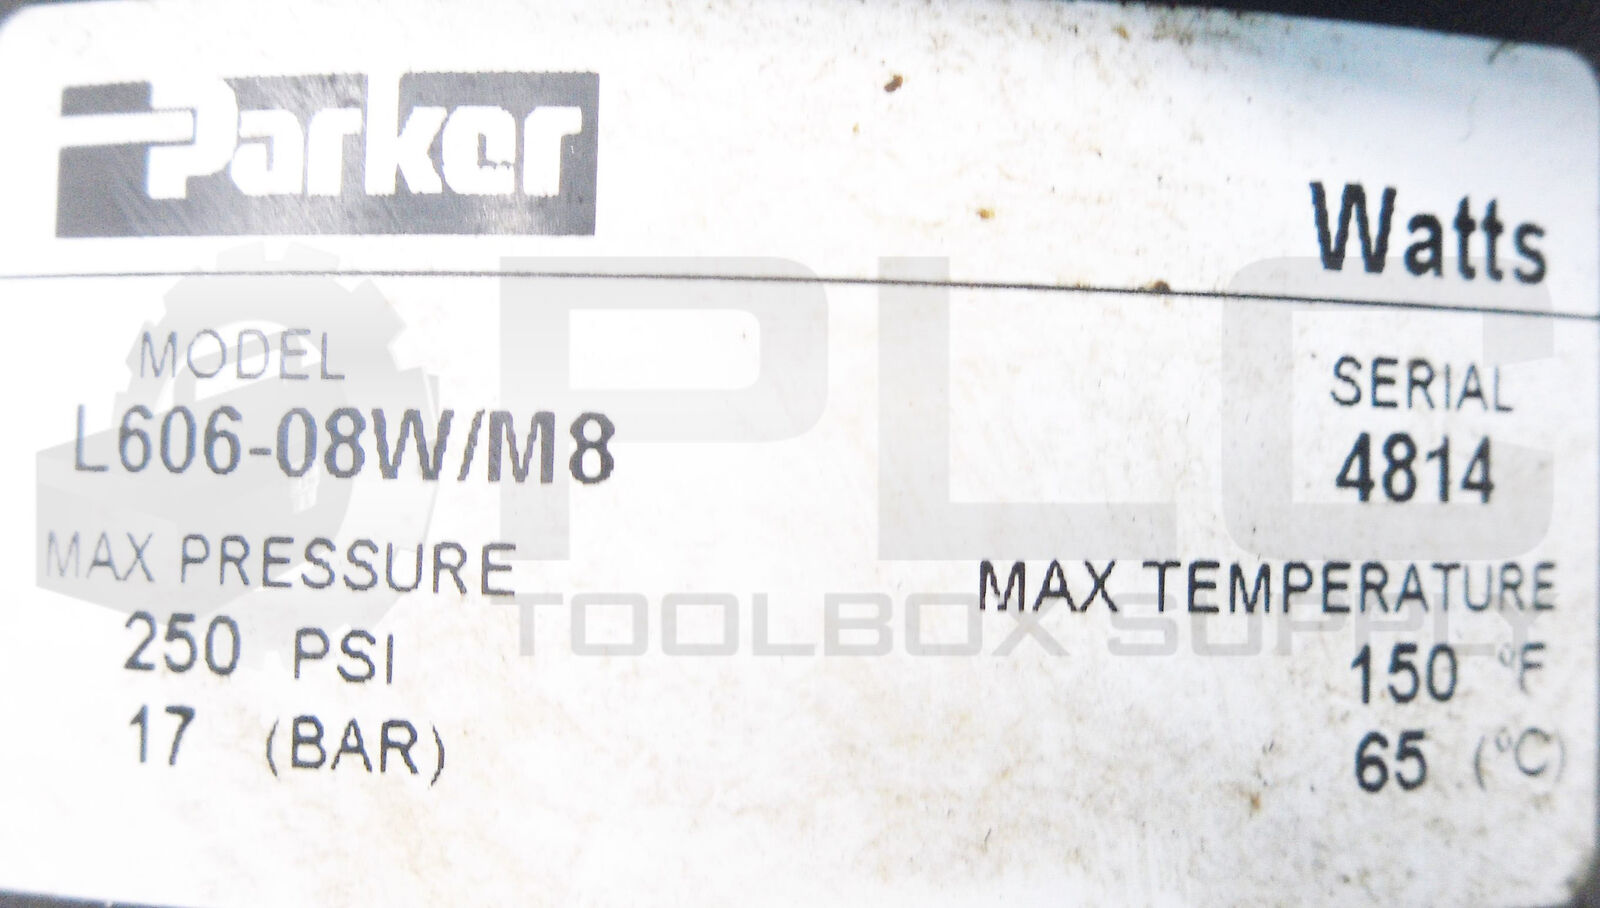 Parker
Watts
MODEL
L606-08W/M8
SERIAL
4814
MAX PRESSURE
250 PSI
17 (BAR)
MAX TEMPERATURE
150 °F
65 (°C)
PLC
TOOLBOX SUPPLY